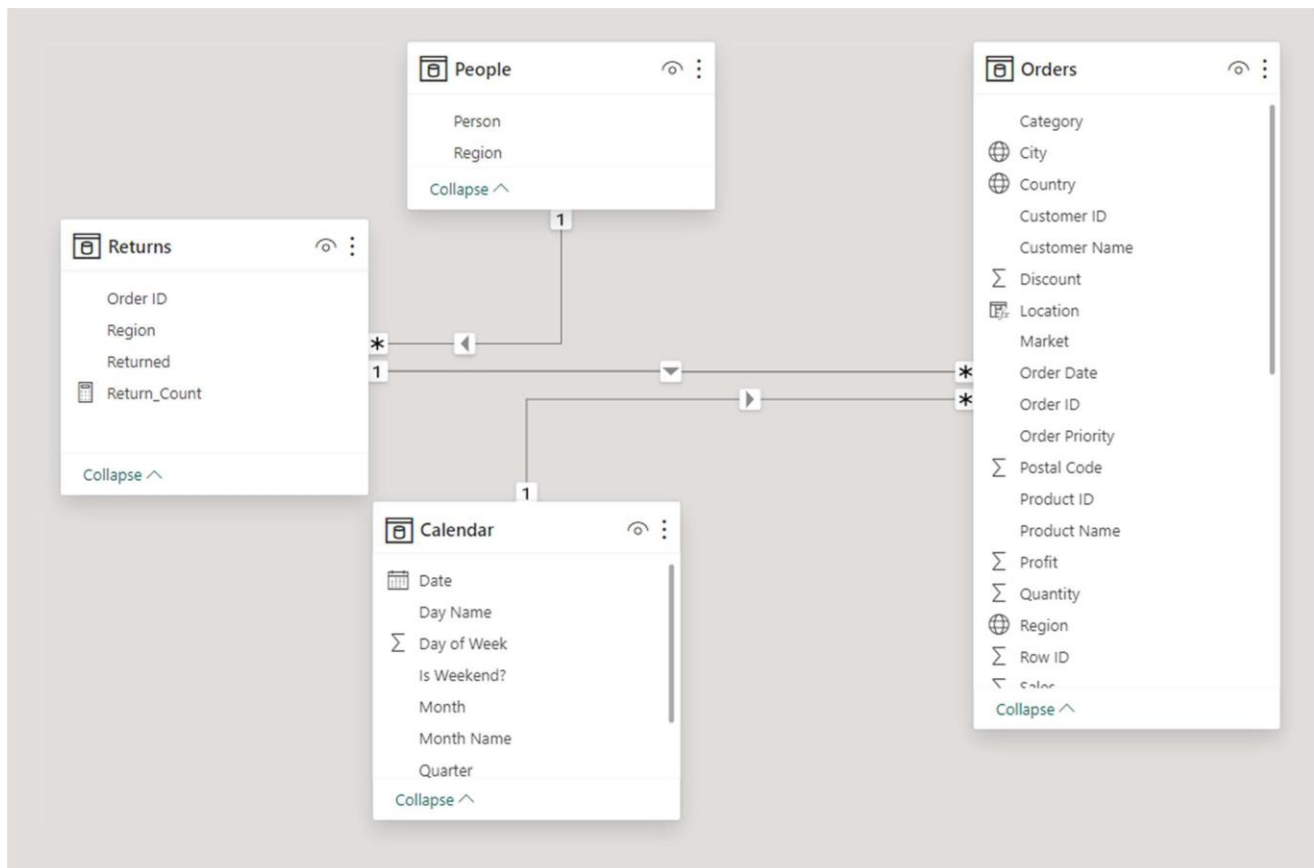 People
Person
Region
Collapse
1
Returns
Order ID
Region
Returned
Return_Count
Collapse
*
1
Orders
Category
City
Country
Customer ID
Customer Name
Discount
Location
Market
Order Date
Order ID
Order Priority
Postal Code
Product ID
Product Name
Profit
Quantity
Region
Row ID
Sales
Collapse
*
*
1
Calendar
Date
Day Name
Day of Week
Is Weekend?
Month
Month Name
Quarter
Collapse